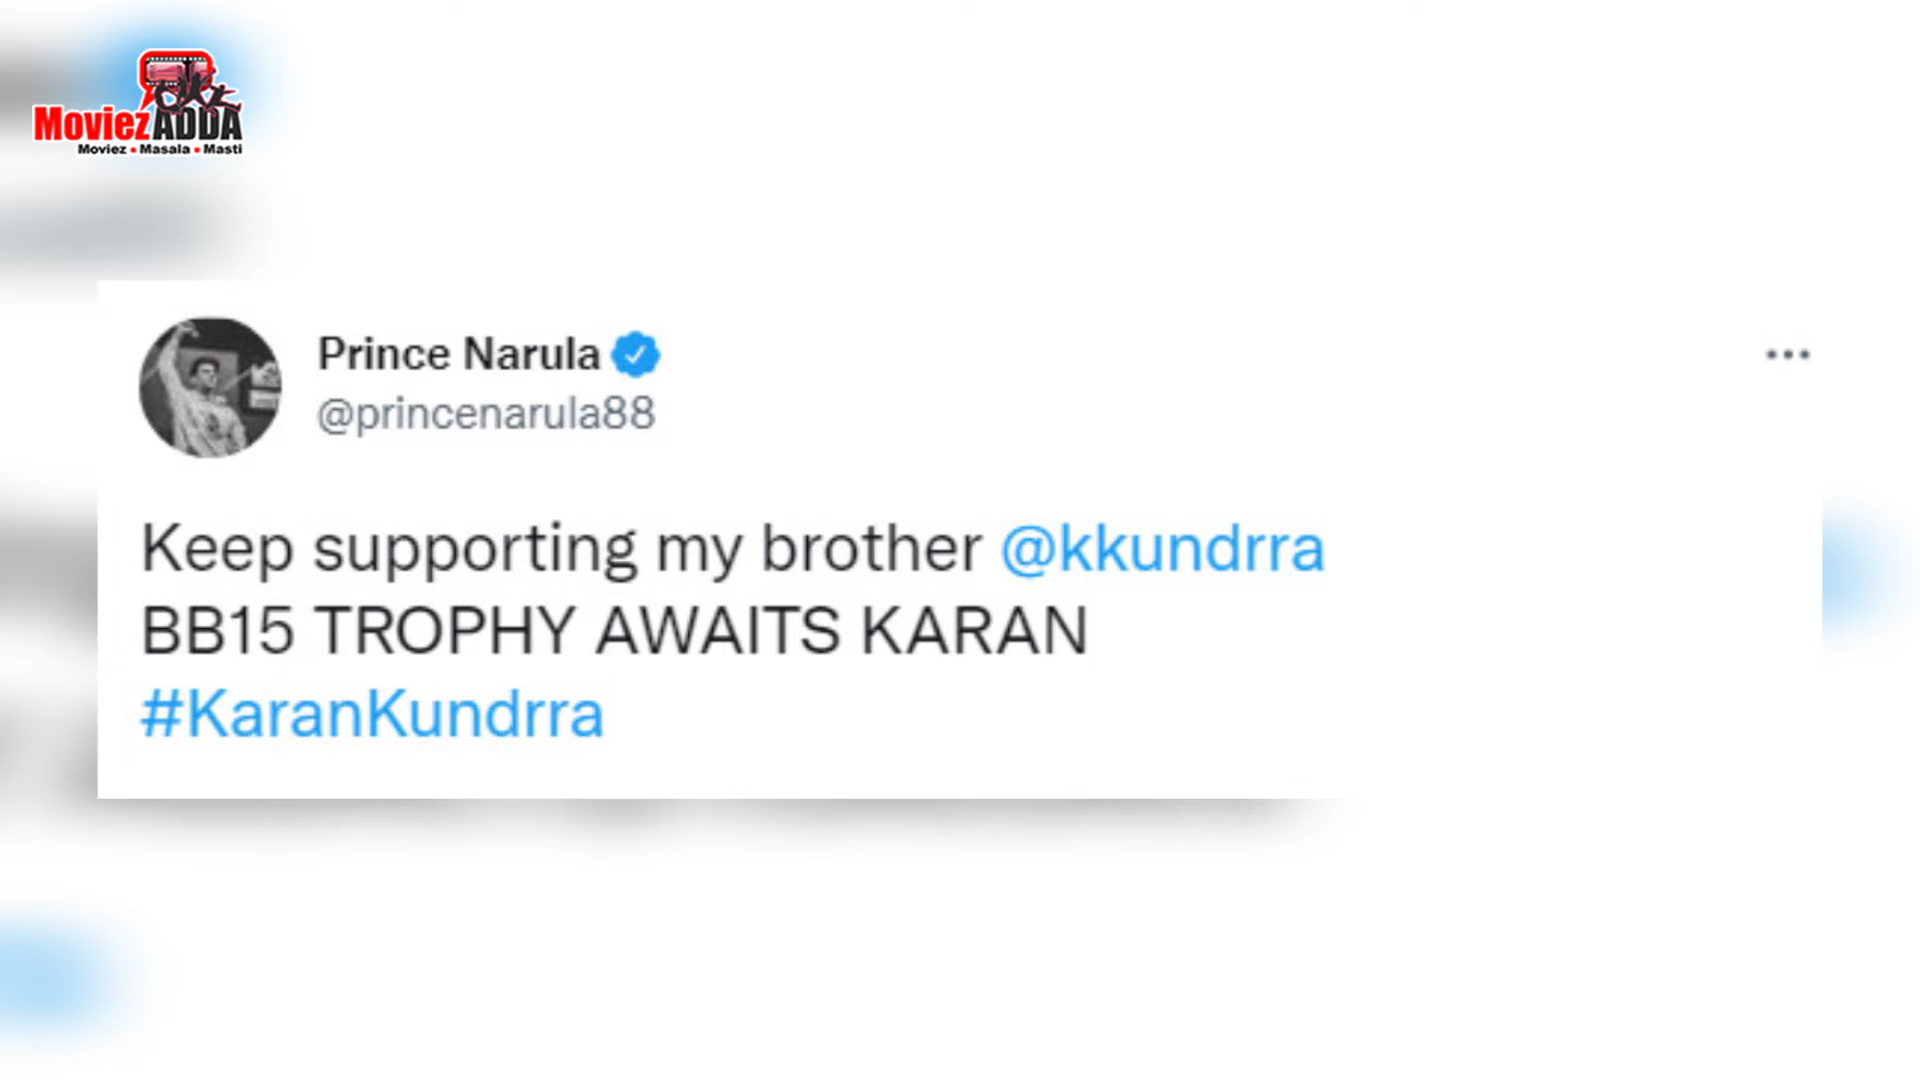 MoviezADDA
Moviez • Masala • Masti
Prince Narula
@princenarula88
Keep supporting my brother @kkundrra
BB15 TROPHY AWAITS KARAN
#KaranKundrra